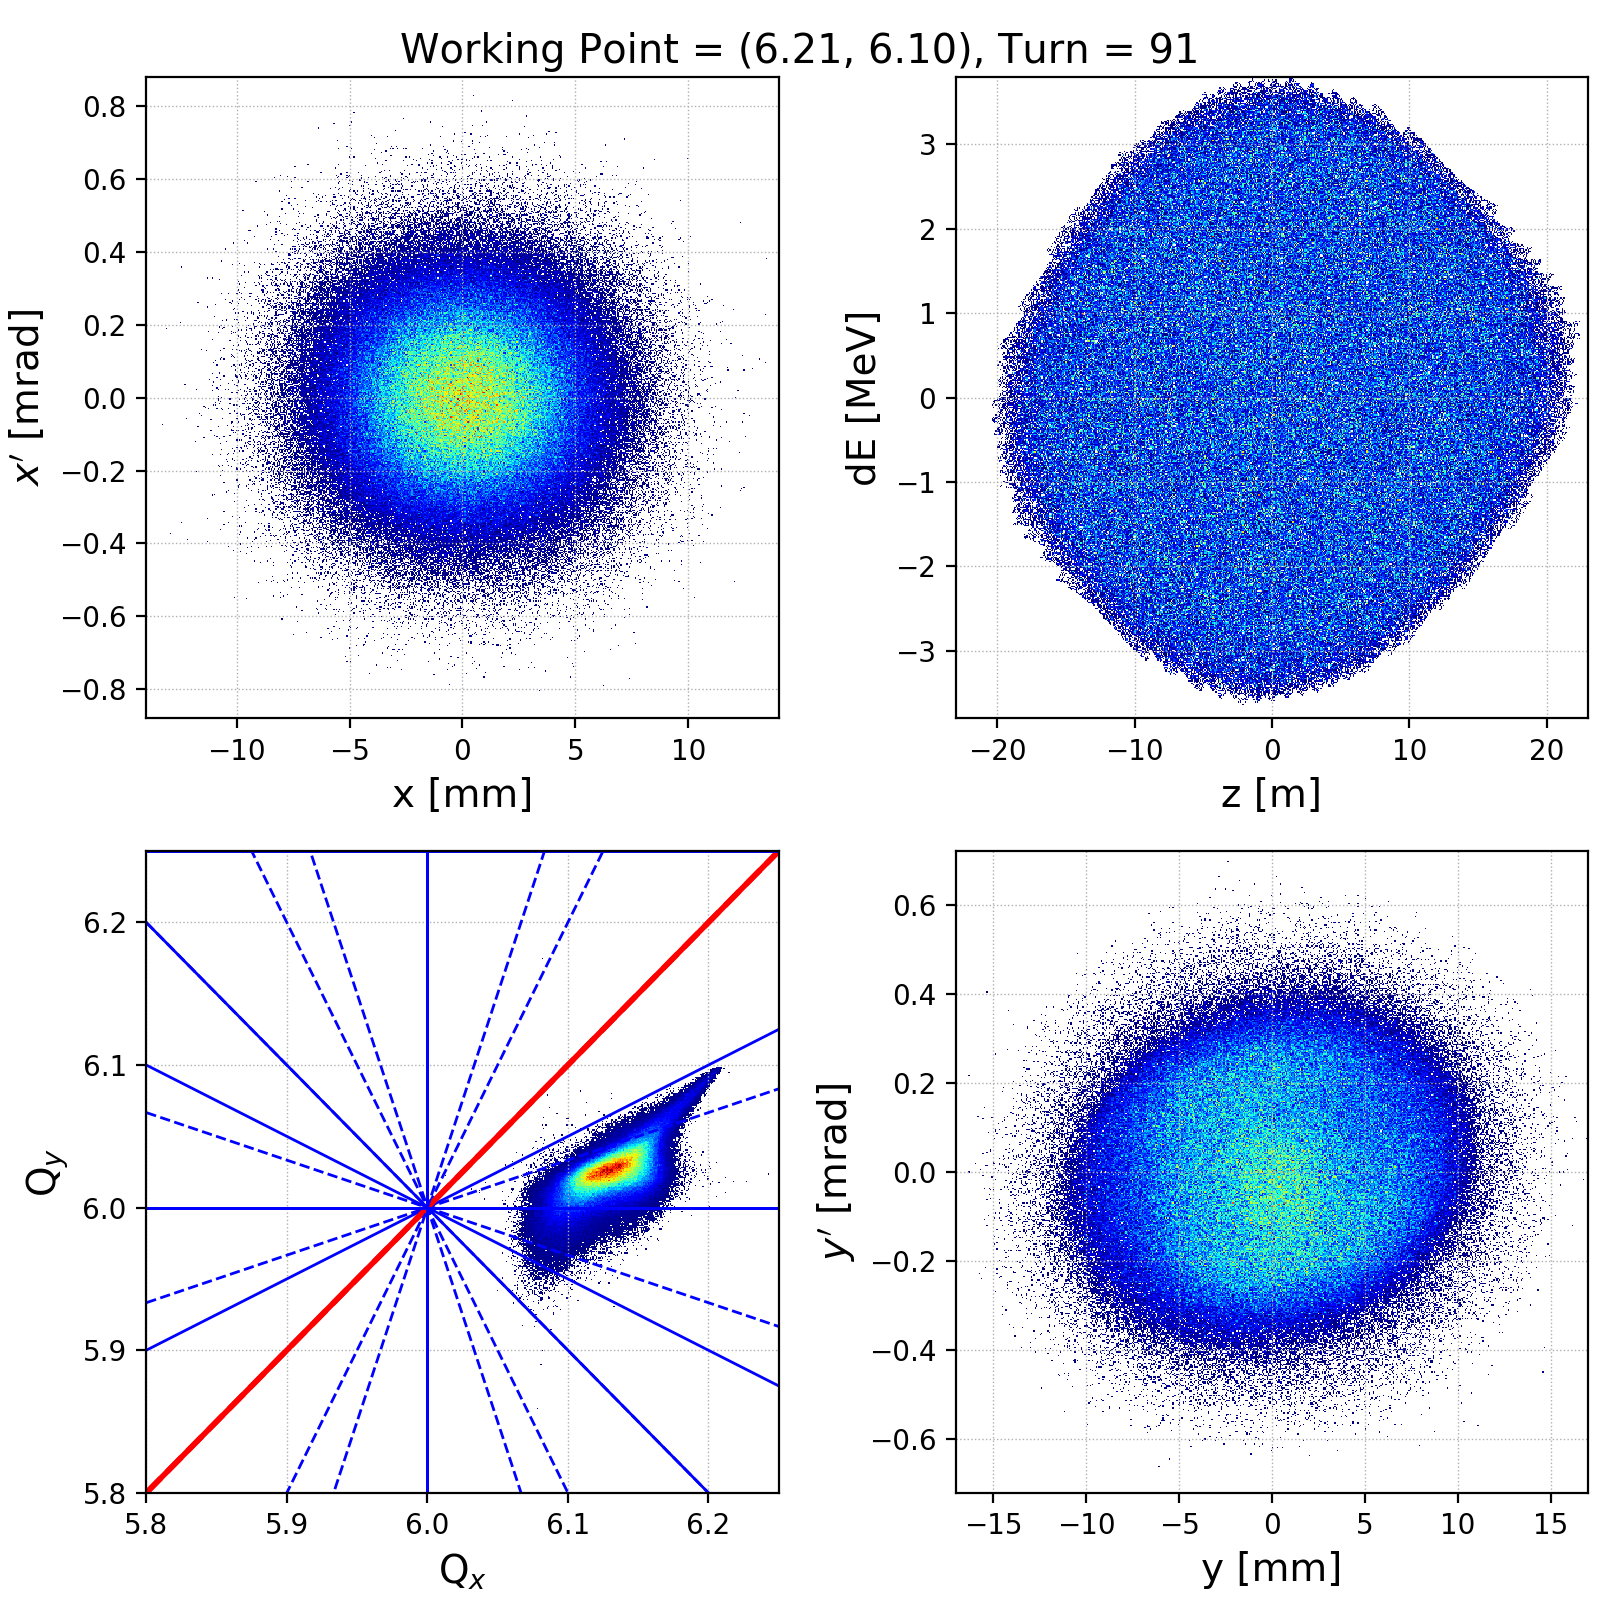 Working Point = (6.21, 6.10), Turn = 91
0.8
0.6
0.4
0.2
0.0
−0.2
−0.4
−0.6
−0.8
x′ [mrad]
−10 −5 0 5 10
x [mm]
3
2
1
0
−1
−2
−3
dE [MeV]
−20 −10 0 10 20
z [m]
6.2
6.1
6.0
5.9
5.8
Qy
5.8 5.9 6.0 6.1 6.2
Qx
0.6
0.4
0.2
0.0
−0.2
−0.4
−0.6
y′ [mrad]
−15 −10 −5 0 5 10 15
y [mm]